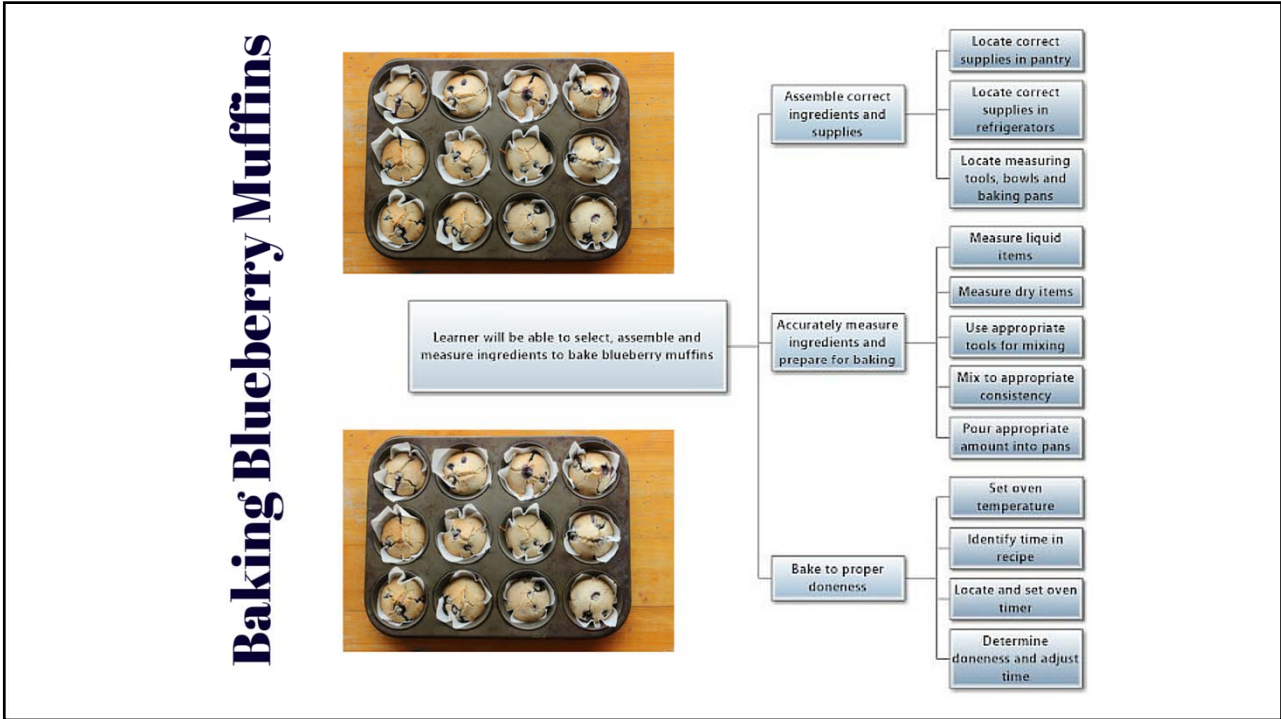 Baking Blueberry Muffins
Learner will be able to select, assemble and
measure ingredients to bake blueberry muffins
Assemble correct
ingredients and
supplies
Locate correct
supplies in pantry
Locate correct
supplies in
refrigerators
Locate measuring
tools, bowls and
baking pans
Accurately measure
ingredients and
prepare for baking
Measure liquid
items
Measure dry items
Use appropriate
tools for mixing
Mix to appropriate
consistency
Pour appropriate
amount into pans
Bake to proper
doneness
Set oven
temperature
Identify time in
recipe
Locate and set oven
timer
Determine
doneness and adjust
time